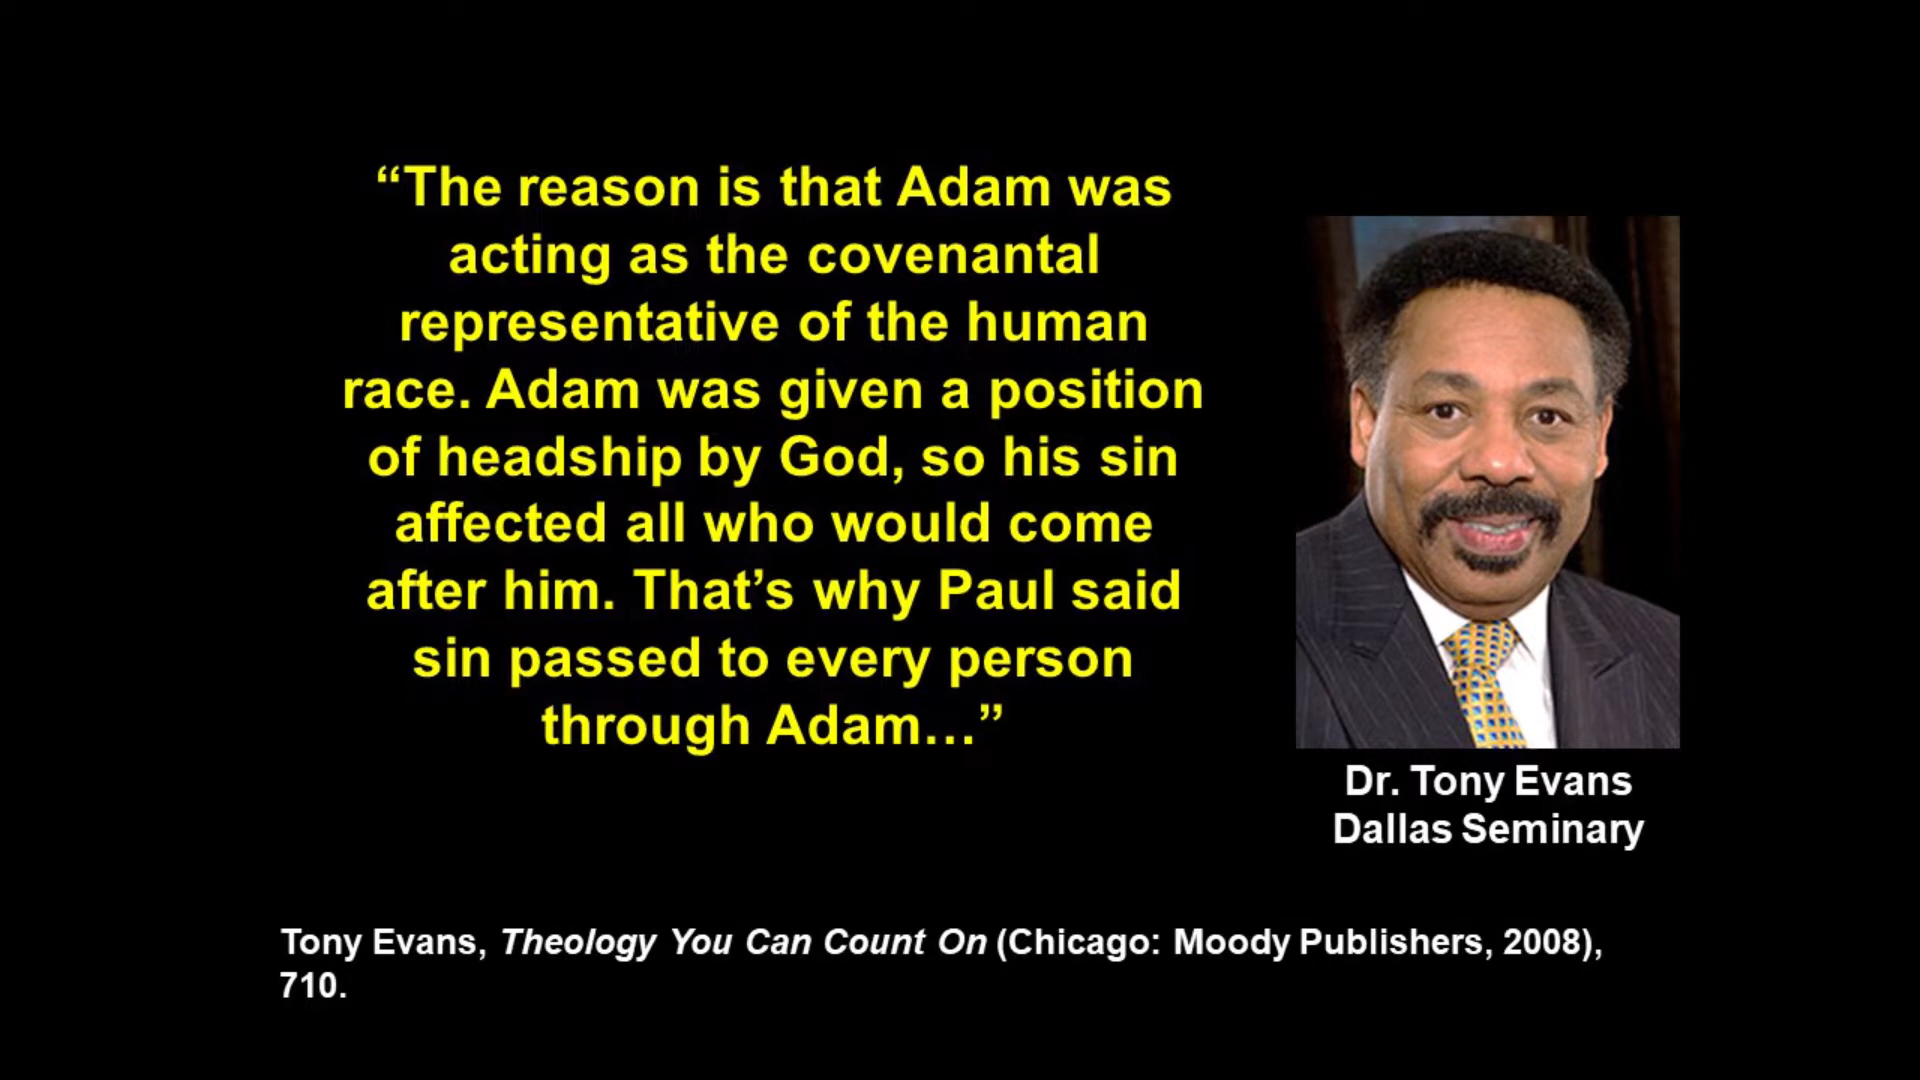 “The reason is that Adam was
acting as the covenantal
representative of the human
race. Adam was given a position
of headship by God, so his sin
affected all who would come
after him. That’s why Paul said
sin passed to every person
through Adam…”
Dr. Tony Evans
Dallas Seminary
Tony Evans, Theology You Can Count On (Chicago: Moody Publishers, 2008),
710.